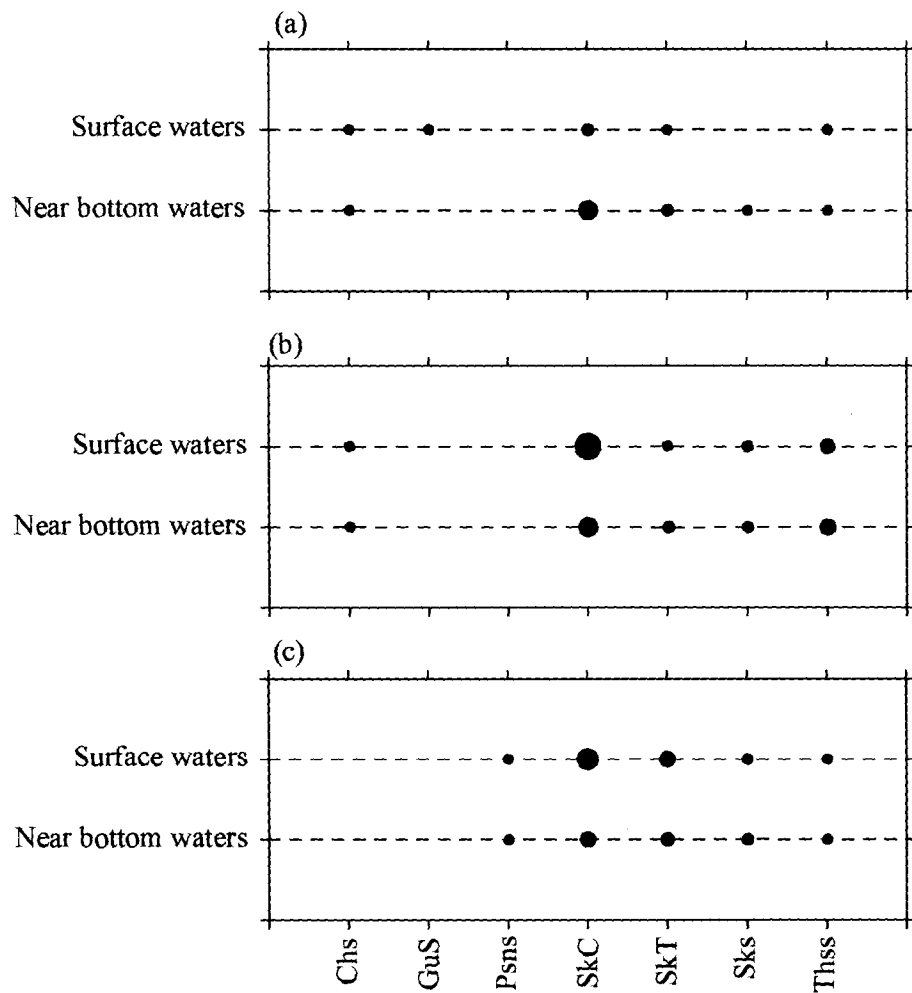 (a)
Surface waters
Near bottom waters
(b)
Surface waters
Near bottom waters
(c)
Surface waters
Near bottom waters
Chs
GuS
Psns
SkC
SkT
Sks
Thss